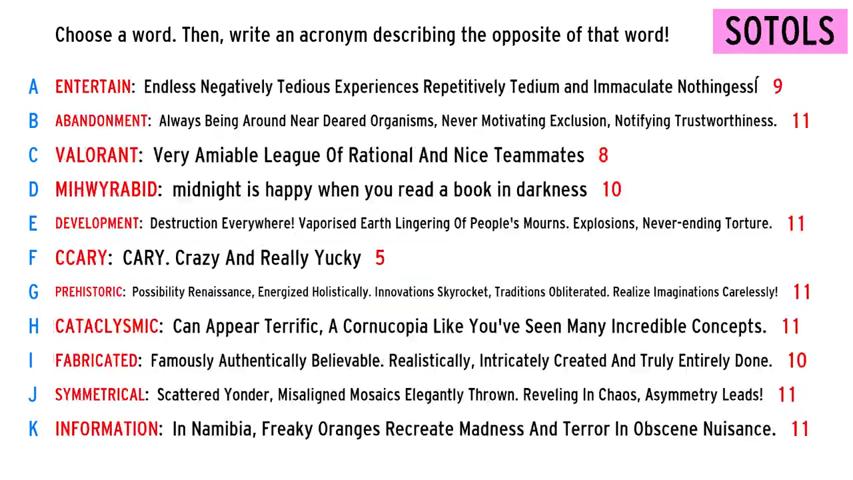 Choose a word. Then, write an acronym describing the opposite of that word!
SOTOLS
A ENTERTAIN: Endless Negatively Tedious Experiences Repetitively Tedium and Immaculate NothingessÍ 9
B ABANDONMENT: Always Being Around Near Deared Organisms, Never Motivating Exclusion, Notifying Trustworthiness. 11
C VALORANT: Very Amiable League Of Rational And Nice Teammates 8
D MIHWYRABID: midnight is happy when you read a book in darkness 10
E DEVELOPMENT: Destruction Everywhere! Vaporised Earth Lingering Of People's Mourns. Explosions, Never-ending Torture. 11
F CCARY: CARY. Crazy And Really Yucky 5
G PREHISTORIC: Possibility Renaissance, Energized Holistically. Innovations Skyrocket, Traditions Obliterated. Realize Imaginations Carelessly! 11
H CATACLYSMIC: Can Appear Terrific, A Cornucopia Like You've Seen Many Incredible Concepts. 11
I FABRICATED: Famously Authentically Believable. Realistically, Intricately Created And Truly Entirely Done. 10
J SYMMETRICAL: Scattered Yonder, Misaligned Mosaics Elegantly Thrown. Reveling In Chaos, Asymmetry Leads! 11
K INFORMATION: In Namibia, Freaky Oranges Recreate Madness And Terror In Obscene Nuisance. 11